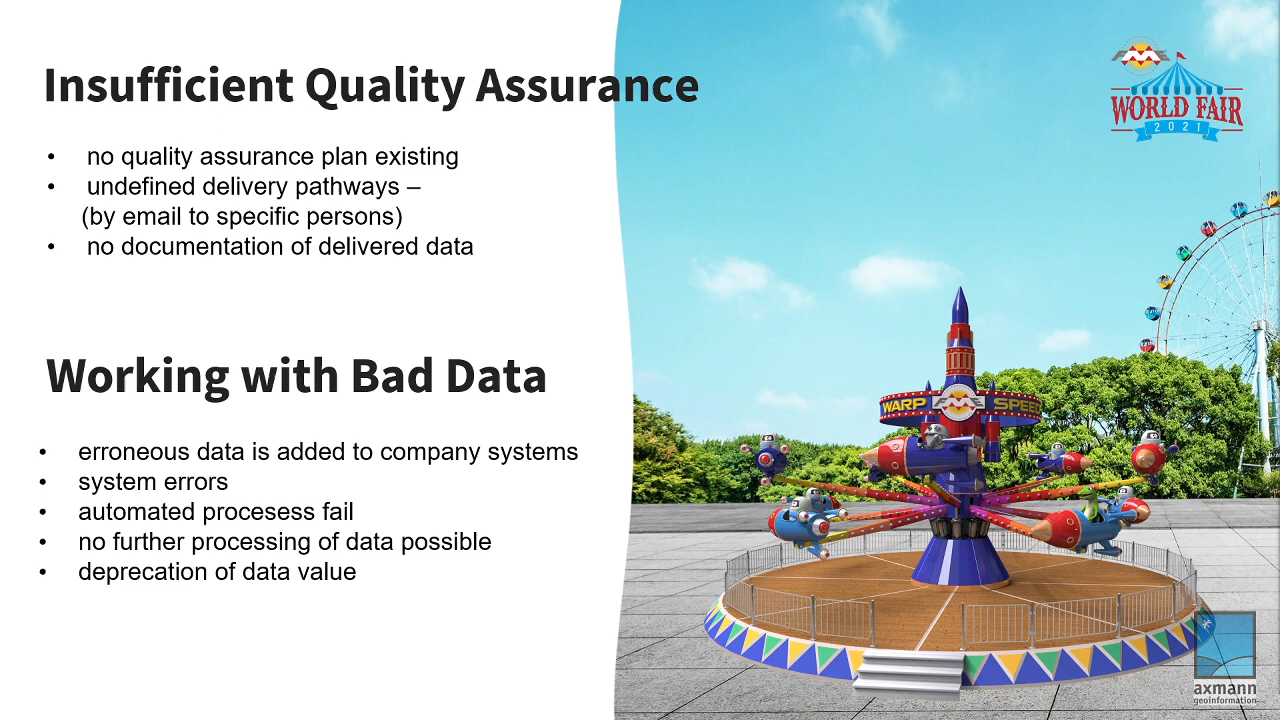 Insufficient Quality Assurance
• no quality assurance plan existing
• undefined delivery pathways –
(by email to specific persons)
• no documentation of delivered data
Working with Bad Data
• erroneous data is added to company systems
• system errors
• automated procesess fail
• no further processing of data possible
• deprecation of data value
FME
WORLD FAIR
2021
WARP FME SPEED
axmann
geoinformation